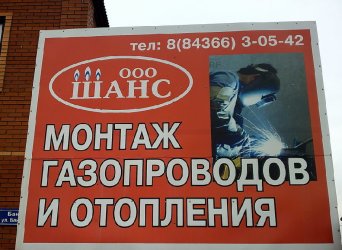 тел: 8(84366) 3-05-42
ООО
ШАНС
МОНТАЖ
ГАЗОПРОВОДОВ
И ОТОПЛЕНИЯ